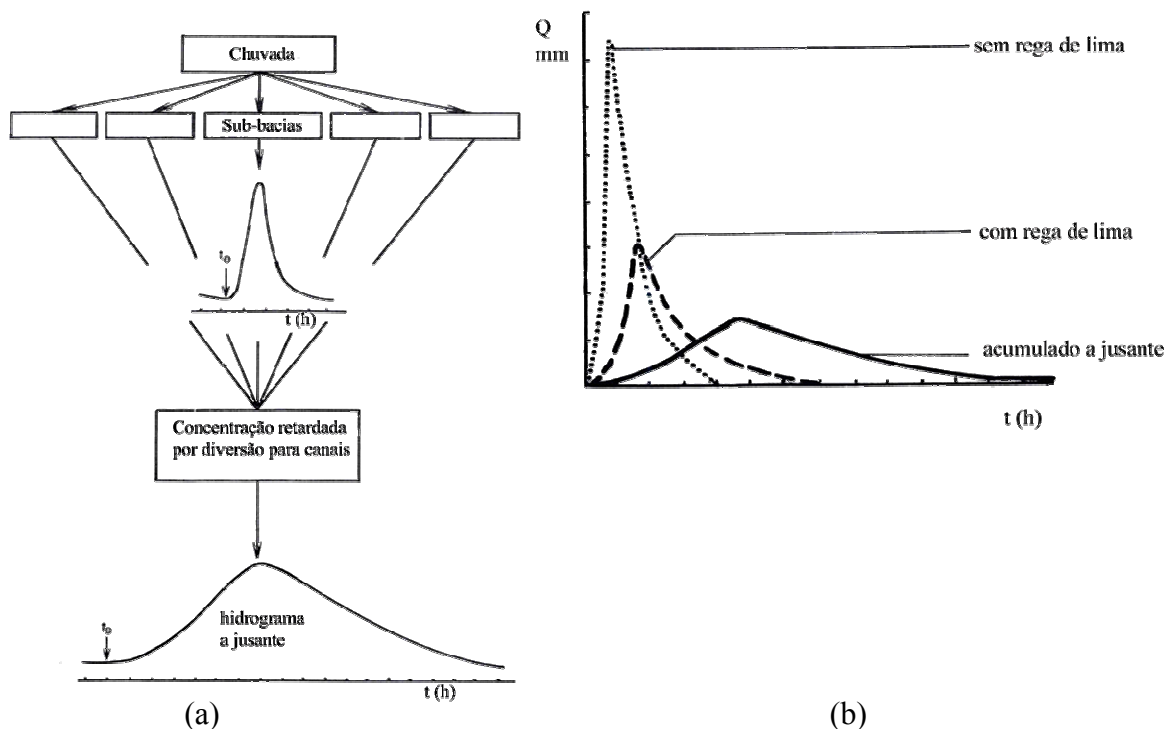 Chuvada
Sub-bacias
t₀
t (h)
Concentração retardada
por diversão para canais
t₀
hidrograma
a jusante
t (h)
(a)
Q
mm
sem rega de lima
com rega de lima
acumulado a jusante
t (h)
(b)